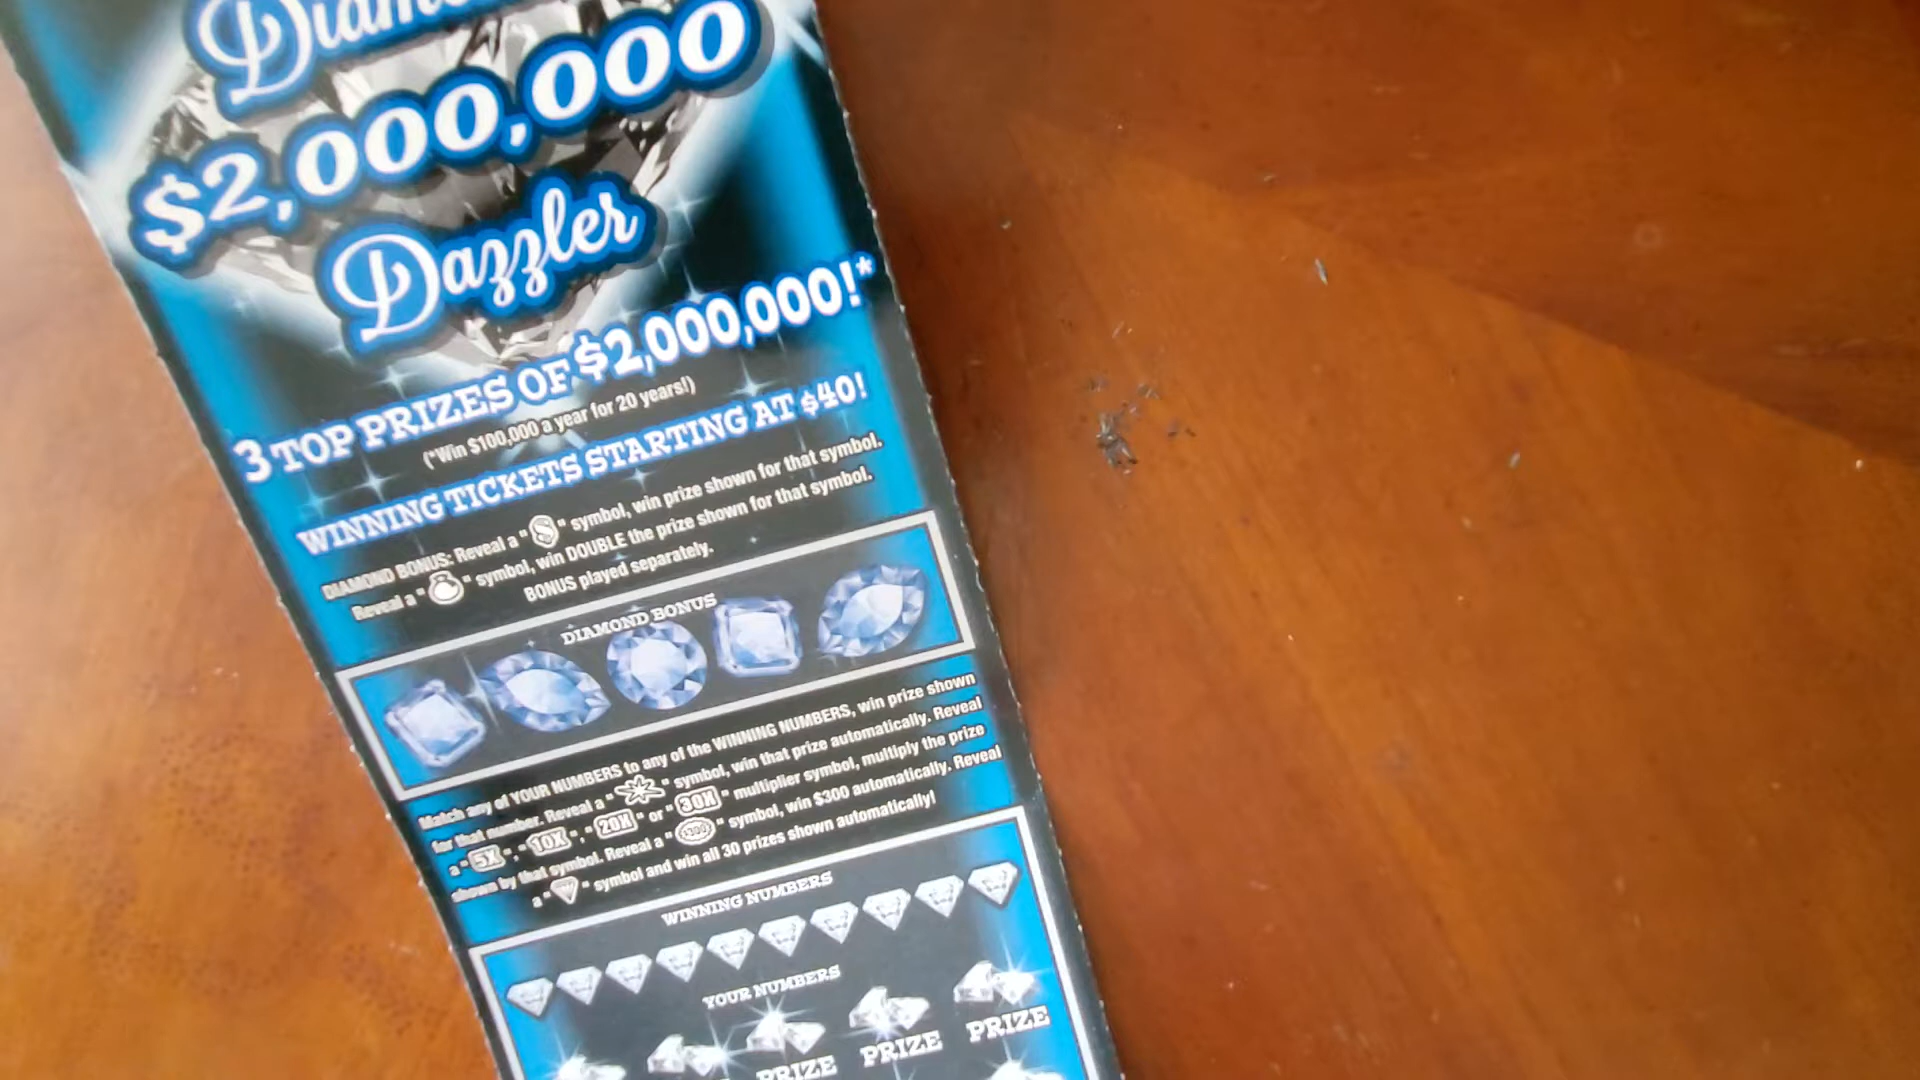 $2,000,000
Dazzler
3 TOP PRIZES OF $2,000,000!*
(*Win $100,000 a year for 20 years!)
WINNING TICKETS STARTING AT $40!
DIAMOND BONUS: Reveal a "S" symbol, win prize shown for that symbol.
Reveal a " " symbol, win DOUBLE the prize shown for that symbol.
BONUS played separately.
DIAMOND BONUS
Match any of YOUR NUMBERS to any of the WINNING NUMBERS, win prize shown
for that number. Reveal a " " symbol, win that prize automatically. Reveal
a "5X", "10X", "20X" or "30X" multiplier symbol, multiply the prize
shown by that symbol. Reveal a "$300" symbol, win $300 automatically. Reveal
a " " symbol and win all 30 prizes shown automatically!
WINNING NUMBERS
YOUR NUMBERS
PRIZE PRIZE PRIZE